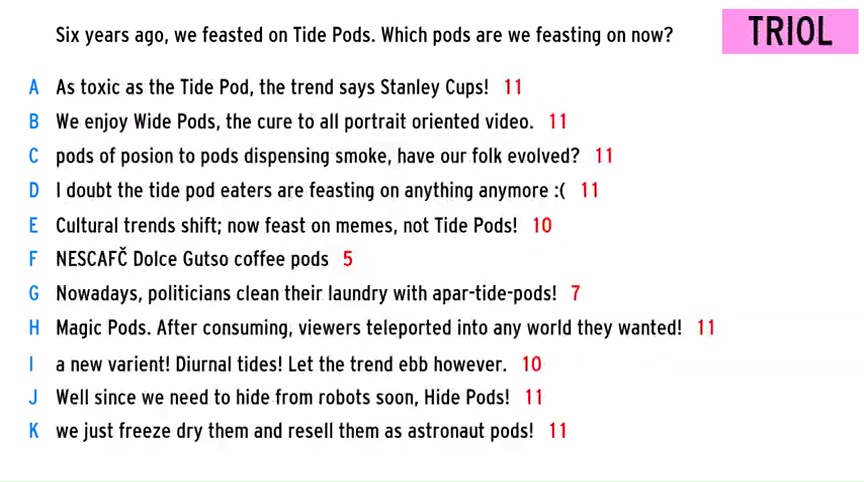 Six years ago, we feasted on Tide Pods. Which pods are we feasting on now?
TRIOL
A As toxic as the Tide Pod, the trend says Stanley Cups! 11
B We enjoy Wide Pods, the cure to all portrait oriented video. 11
C pods of posion to pods dispensing smoke, have our folk evolved? 11
D I doubt the tide pod eaters are feasting on anything anymore :( 11
E Cultural trends shift; now feast on memes, not Tide Pods! 10
F NESCAFČ Dolce Gutso coffee pods 5
G Nowadays, politicians clean their laundry with apar-tide-pods! 7
H Magic Pods. After consuming, viewers teleported into any world they wanted! 11
I a new varient! Diurnal tides! Let the trend ebb however. 10
J Well since we need to hide from robots soon, Hide Pods! 11
K we just freeze dry them and resell them as astronaut pods! 11